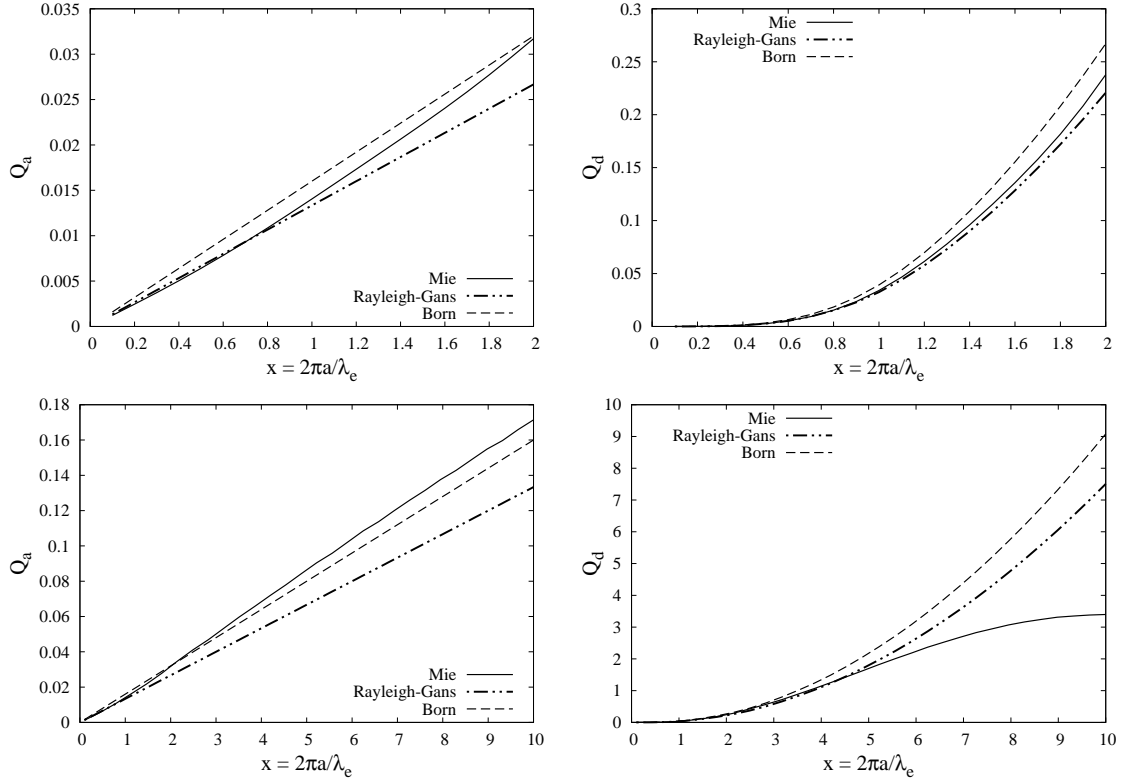 0.035
0.03
0.025
0.02
0.015
0.01
0.005
0
Q_a
Mie
Rayleigh-Gans
Born
0 0.2 0.4 0.6 0.8 1 1.2 1.4 1.6 1.8 2
x = 2πa/λ_e
0.3
0.25
0.2
0.15
0.1
0.05
0
Q_d
Mie
Rayleigh-Gans
Born
0 0.2 0.4 0.6 0.8 1 1.2 1.4 1.6 1.8 2
x = 2πa/λ_e
0.18
0.16
0.14
0.12
0.1
0.08
0.06
0.04
0.02
0
Q_a
Mie
Rayleigh-Gans
Born
0 1 2 3 4 5 6 7 8 9 10
x = 2πa/λ_e
10
9
8
7
6
5
4
3
2
1
0
Q_d
Mie
Rayleigh-Gans
Born
0 1 2 3 4 5 6 7 8 9 10
x = 2πa/λ_e